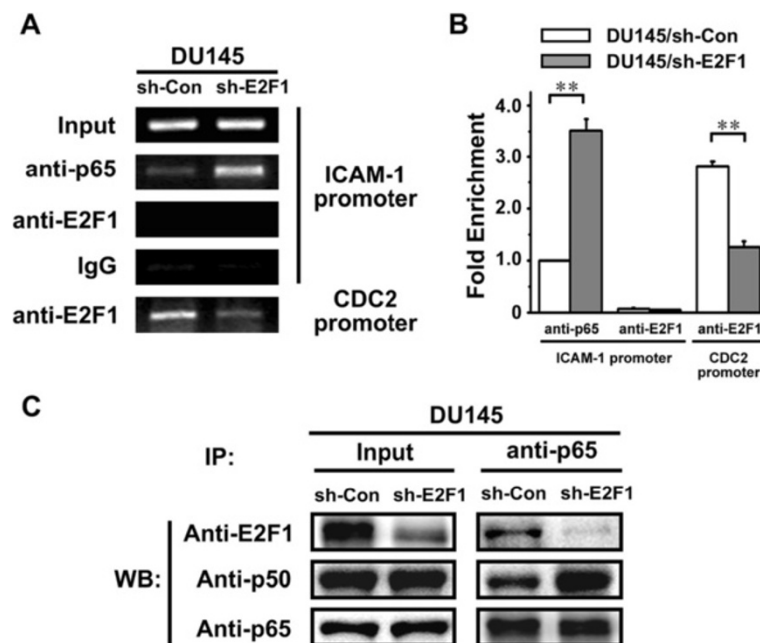 A
DU145
sh-Con sh-E2F1
Input
anti-p65
anti-E2F1
IgG
ICAM-1
promoter
anti-E2F1
CDC2
promoter
B
DU145/sh-Con
DU145/sh-E2F1
Fold Enrichment
4.0
3.0
2.0
1.0
0
** **
anti-p65 anti-E2F1 anti-E2F1
ICAM-1 promoter
CDC2
promoter
C
DU145
IP: Input anti-p65
sh-Con sh-E2F1 sh-Con sh-E2F1
WB:
Anti-E2F1
Anti-p50
Anti-p65